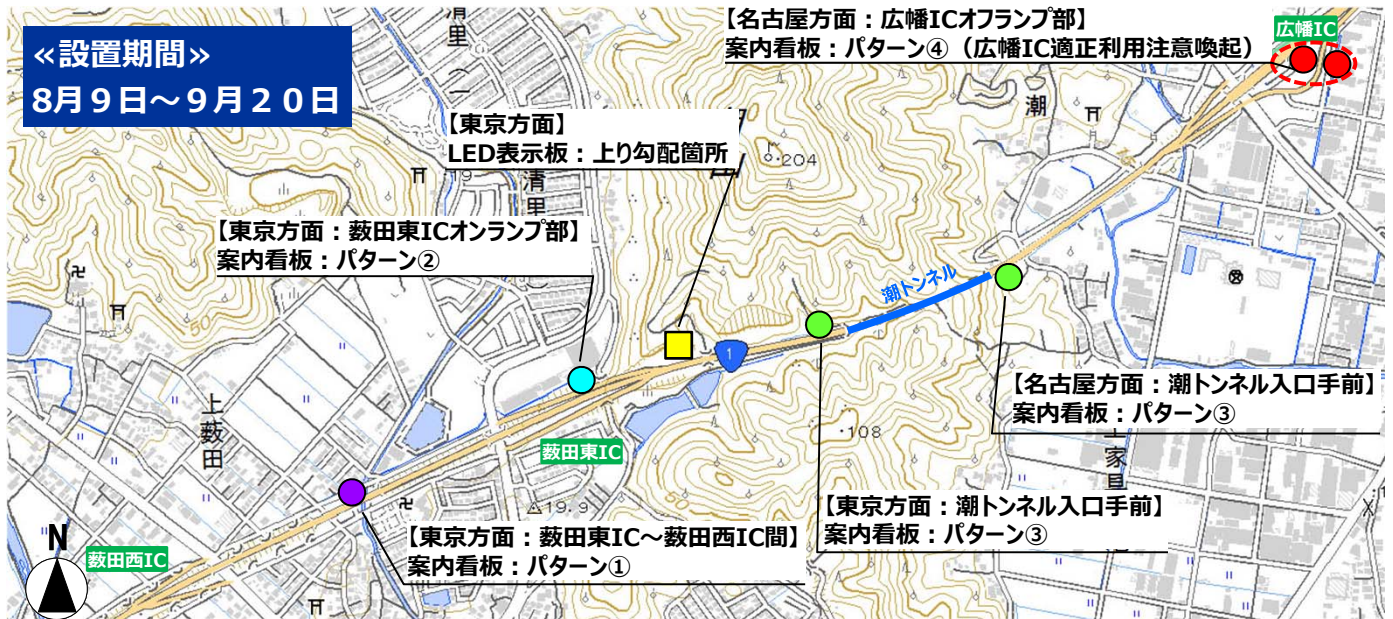 ≪設置期間≫
8月９日～９月２０日
【名古屋方面：広幡ICオフランプ部】
案内看板：パターン④（広幡IC適正利用注意喚起）
広幡IC
清里
潮
【東京方面】
LED表示板：上り勾配箇所
204
清里
【東京方面：薮田東ICオンランプ部】
案内看板：パターン②
50
潮トンネル
1
【名古屋方面：潮トンネル入口手前】
案内看板：パターン③
上薮田
108
薮田東IC
19.9
【東京方面：潮トンネル入口手前】
案内看板：パターン③
【東京方面：薮田東IC～薮田西IC間】
案内看板：パターン①
N
薮田西IC